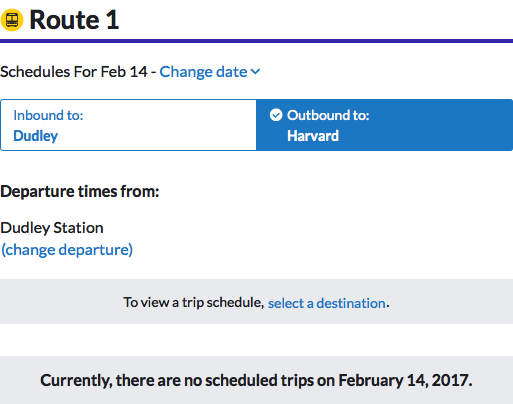 Route 1
Schedules For Feb 14 - Change date
Inbound to:
Dudley
Outbound to:
Harvard
Departure times from:
Dudley Station
(change departure)
To view a trip schedule, select a destination.
Currently, there are no scheduled trips on February 14, 2017.